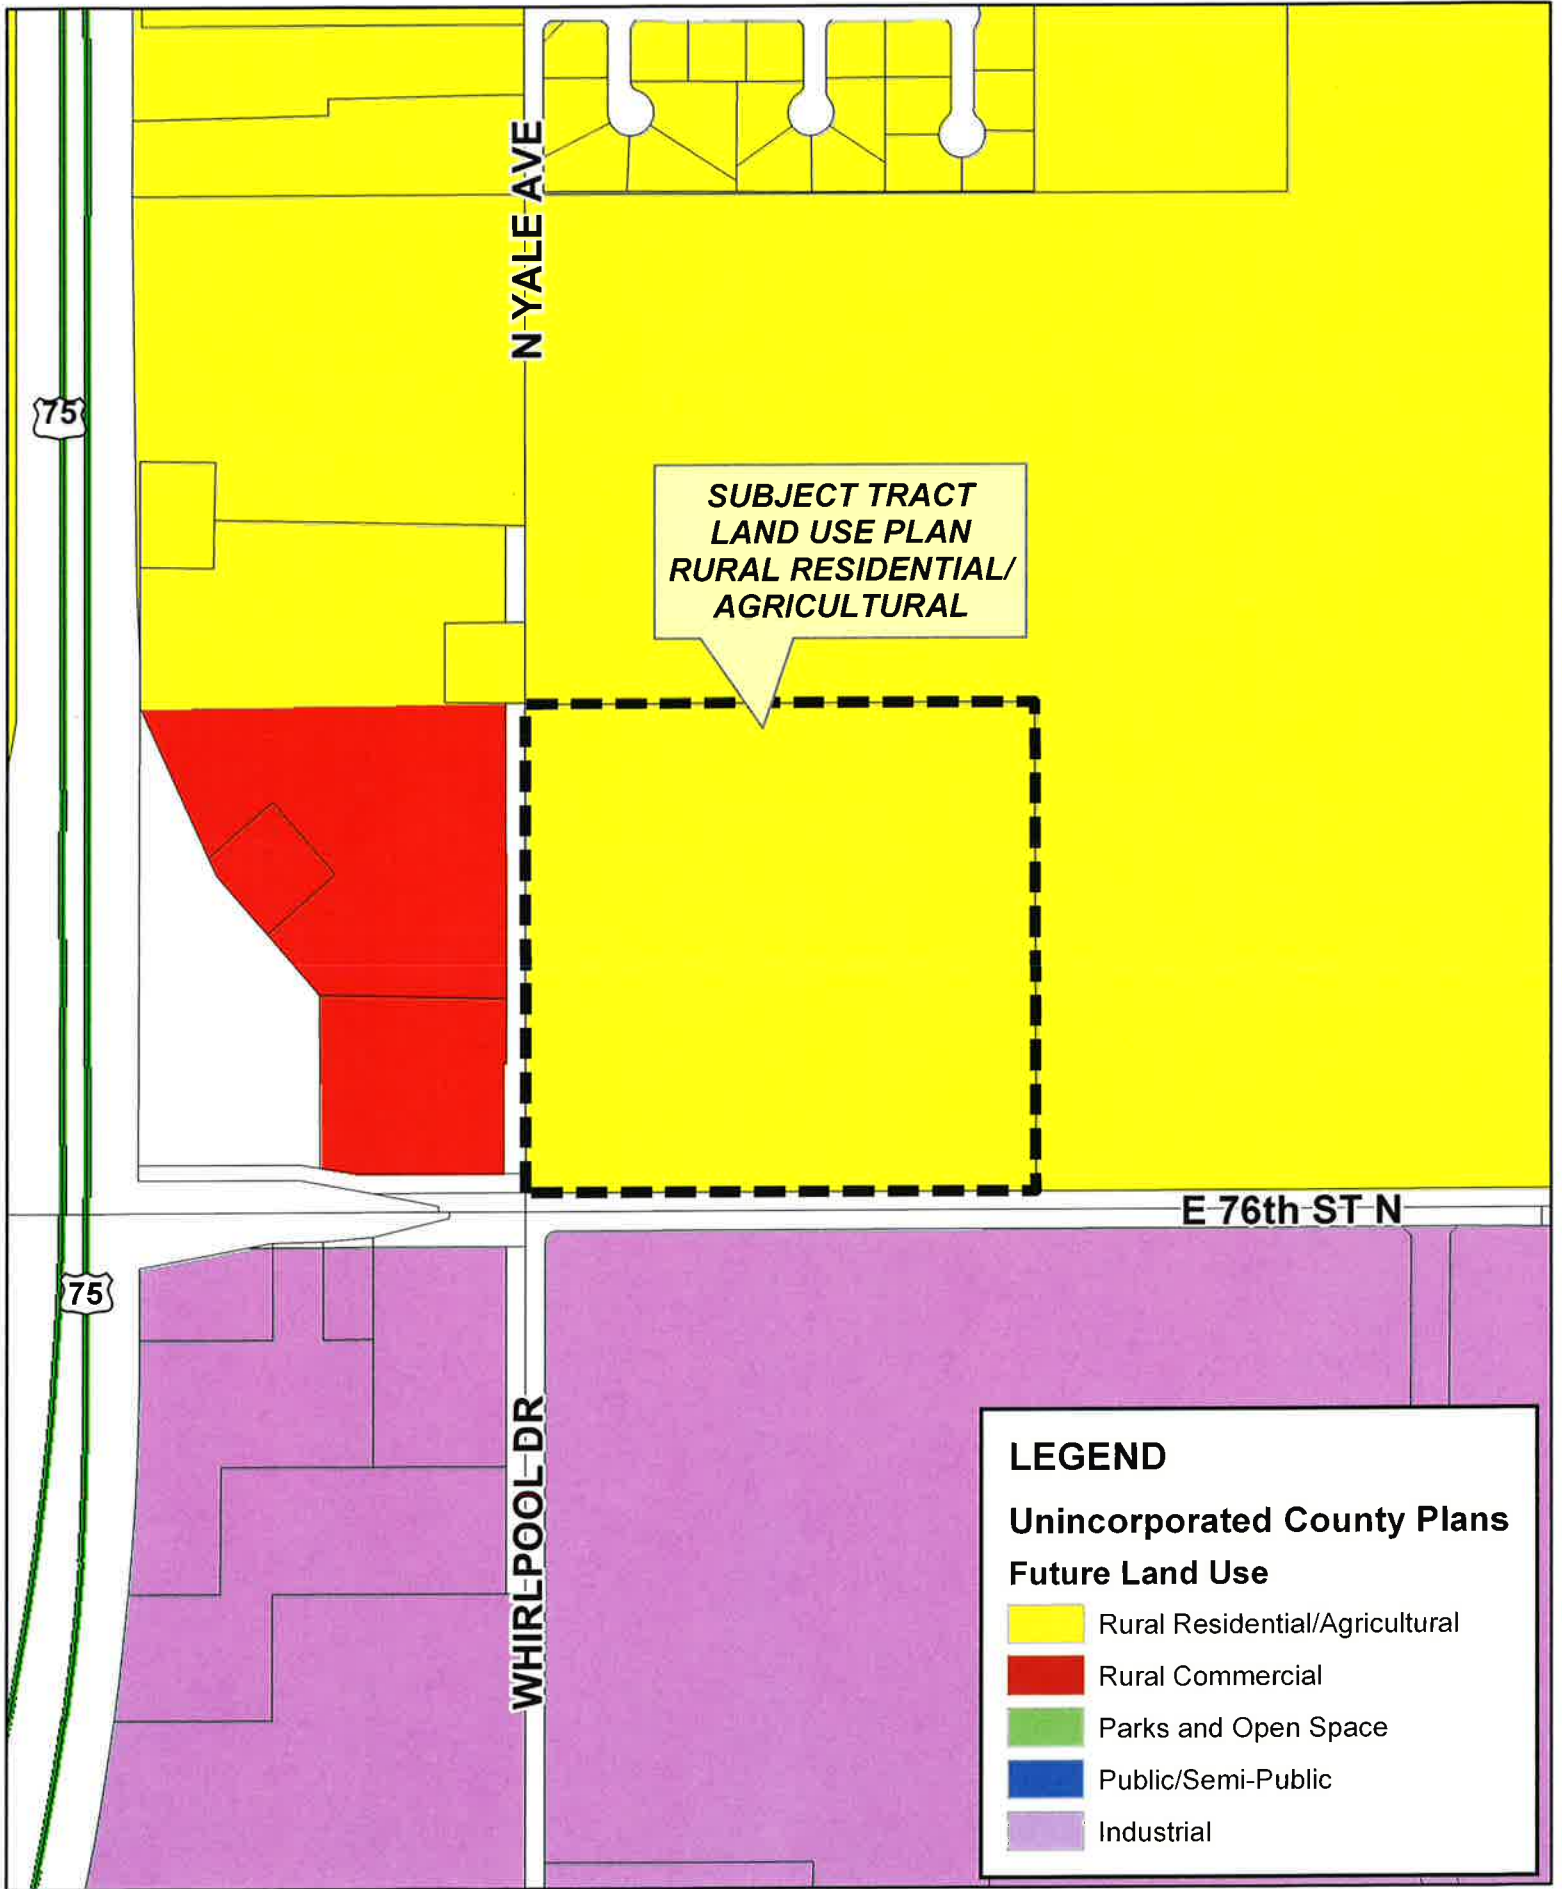 N YALE AVE
75
SUBJECT TRACT
LAND USE PLAN
RURAL RESIDENTIAL/
AGRICULTURAL
E 76th ST N
75
WHIRLPOOL DR
LEGEND
Unincorporated County Plans
Future Land Use
Rural Residential/Agricultural
Rural Commercial
Parks and Open Space
Public/Semi-Public
Industrial